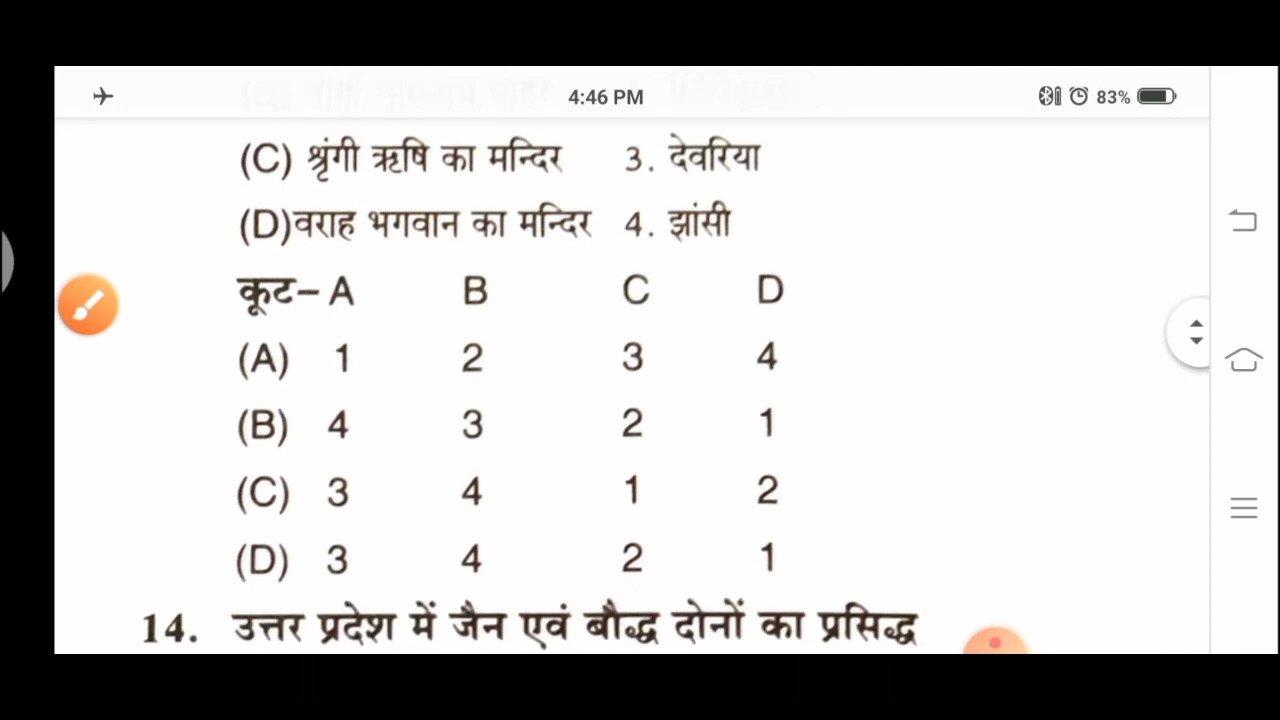 4:46 PM 83%
(C) श्रृंगी ऋषि का मन्दिर 3. देवरिया
(D)वराह भगवान का मन्दिर 4. झांसी
कूट– A B C D
(A) 1 2 3 4
(B) 4 3 2 1
(C) 3 4 1 2
(D) 3 4 2 1
14. उत्तर प्रदेश में जैन एवं बौद्ध दोनों का प्रसिद्ध